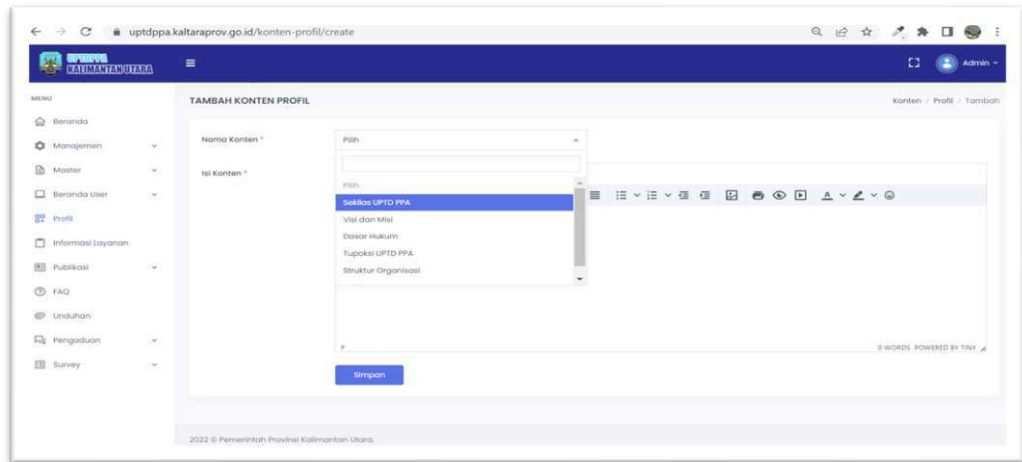 uptdppa.kaltaraprov.go.id/konten-profil/create
UPTDPPA
KALIMANTAN UTARA
Admin
MENU
TAMBAH KONTEN PROFIL
Konten / Profil / Tambah
Beranda
Manajemen
Master
Beranda User
Profil
Informasi Layanan
Publikasi
FAQ
Unduhan
Pengaduan
Survey
Nama Konten *
Pilih
Isi Konten *
Pilih
Sekilas UPTD PPA
Visi dan Misi
Dasar Hukum
Tupoksi UPTD PPA
Struktur Organisasi
P
0 WORDS POWERED BY TINY
Simpan
2022 © Pemerintah Provinsi Kalimantan Utara.